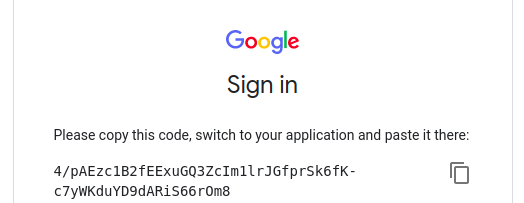 Google
Sign in
Please copy this code, switch to your application and paste it there:
4/pAEzc1B2fEExuGQ3ZcIm1lrJGfprSk6fK-
c7yWKduYD9dARiS66rOm8